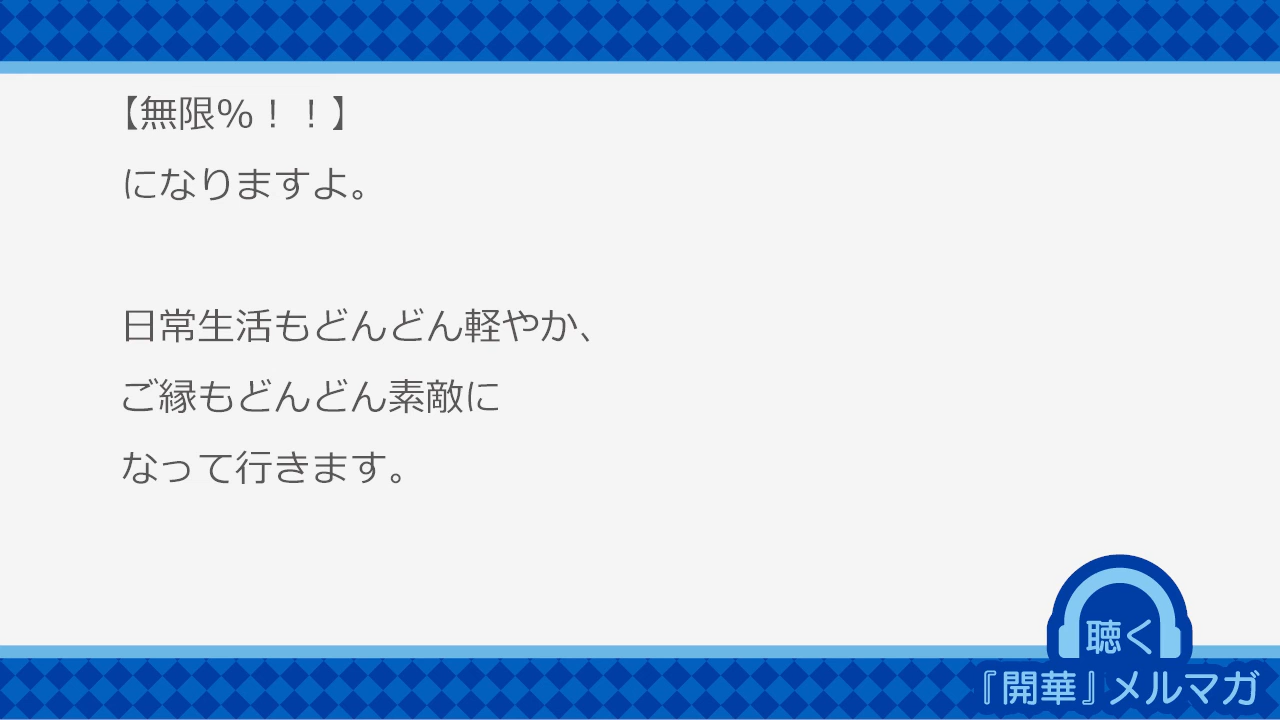 【無限％！！】
になりますよ。
日常生活もどんどん軽やか、
ご縁もどんどん素敵に
なって行きます。
聴く
『開華』メルマガ